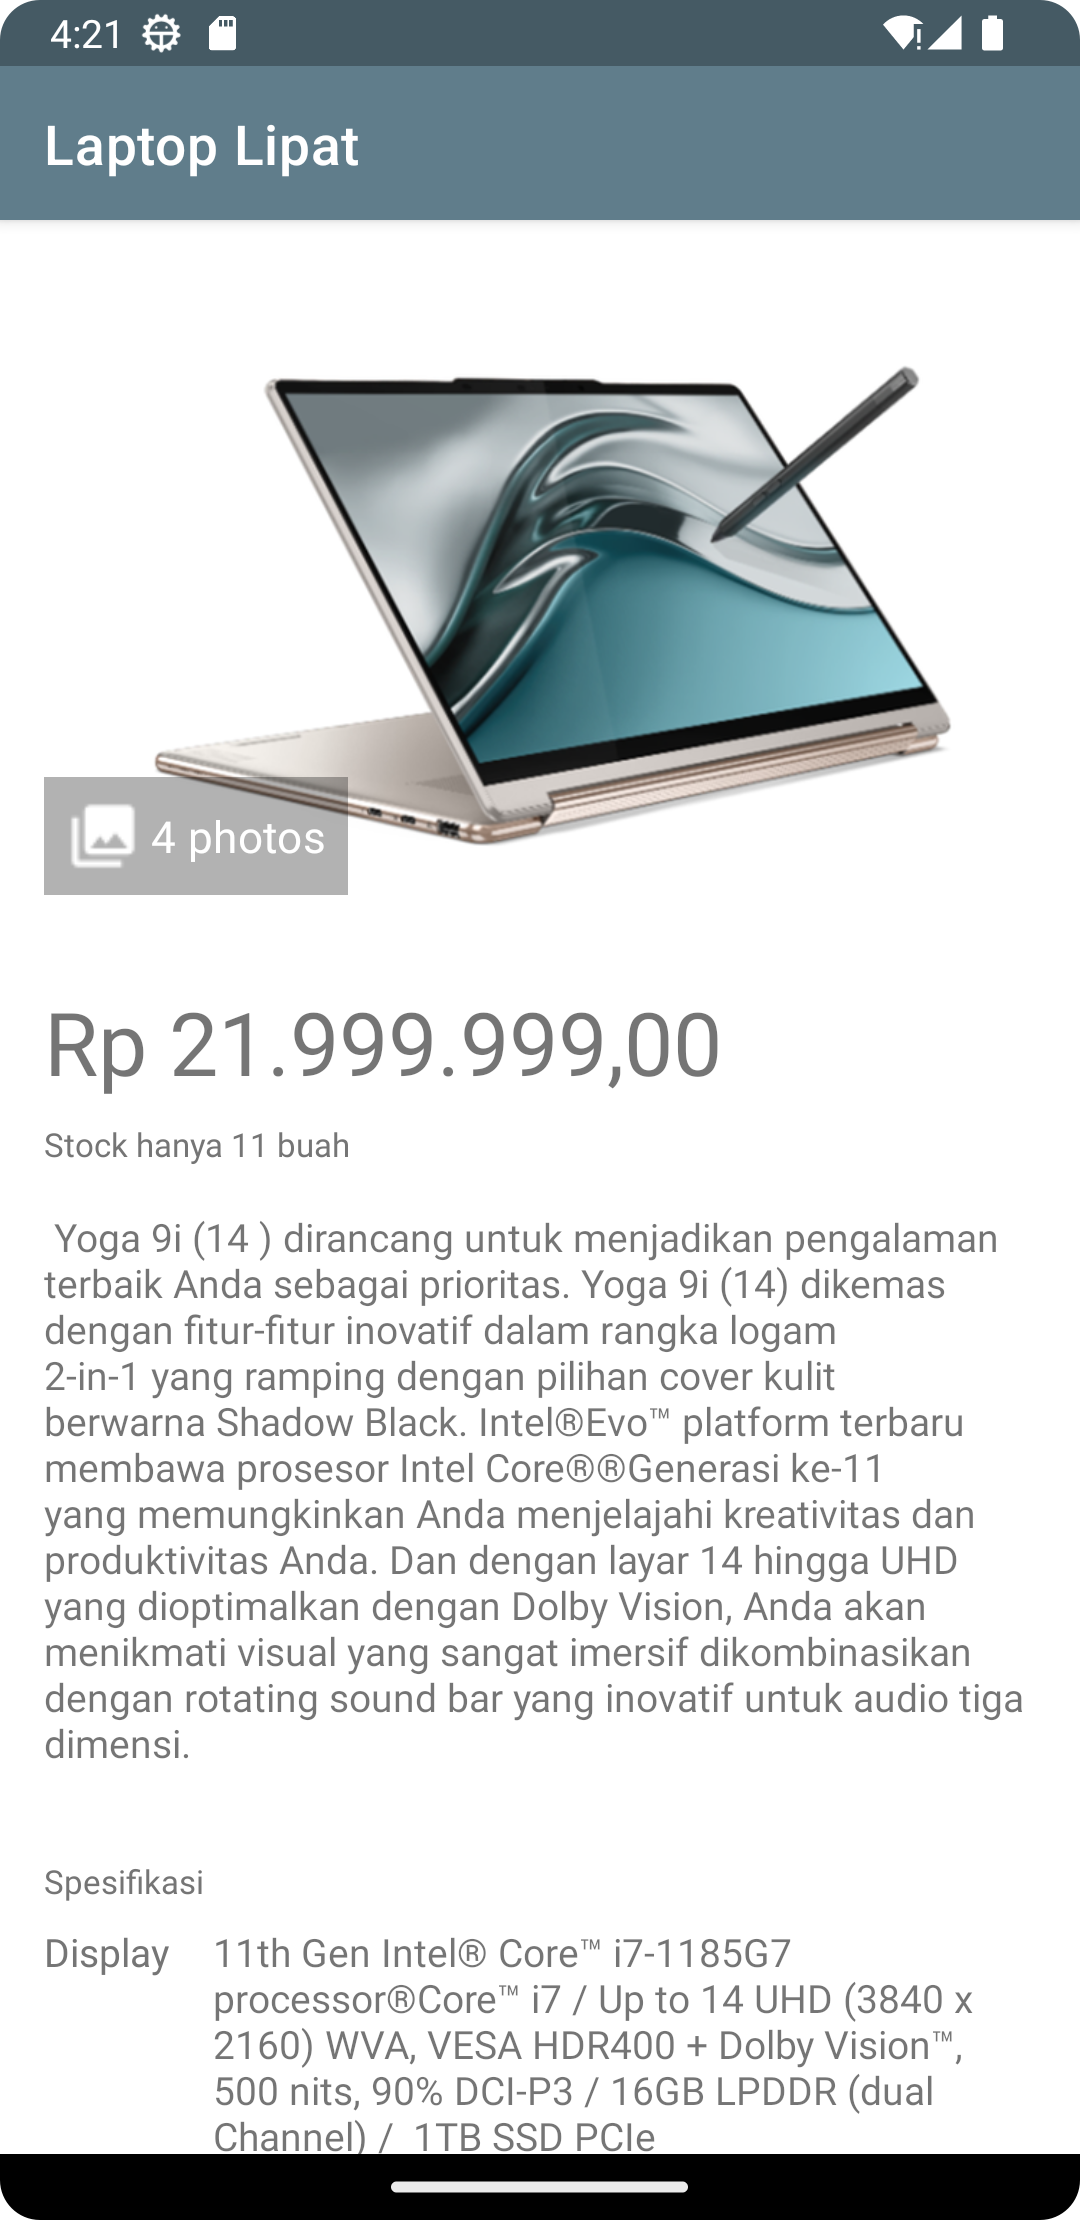 4:21
Laptop Lipat
4 photos
Rp 21.999.999,00
Stock hanya 11 buah
Yoga 9i (14 ) dirancang untuk menjadikan pengalaman
terbaik Anda sebagai prioritas. Yoga 9i (14) dikemas
dengan fitur-fitur inovatif dalam rangka logam
2-in-1 yang ramping dengan pilihan cover kulit
berwarna Shadow Black. Intel®Evo™ platform terbaru
membawa prosesor Intel Core®®Generasi ke-11
yang memungkinkan Anda menjelajahi kreativitas dan
produktivitas Anda. Dan dengan layar 14 hingga UHD
yang dioptimalkan dengan Dolby Vision, Anda akan
menikmati visual yang sangat imersif dikombinasikan
dengan rotating sound bar yang inovatif untuk audio tiga
dimensi.
Spesifikasi
Display 11th Gen Intel® Core™ i7-1185G7
processor®Core™ i7 / Up to 14 UHD (3840 x
2160) WVA, VESA HDR400 + Dolby Vision™,
500 nits, 90% DCI-P3 / 16GB LPDDR (dual
Channel) /  1TB SSD PCIe